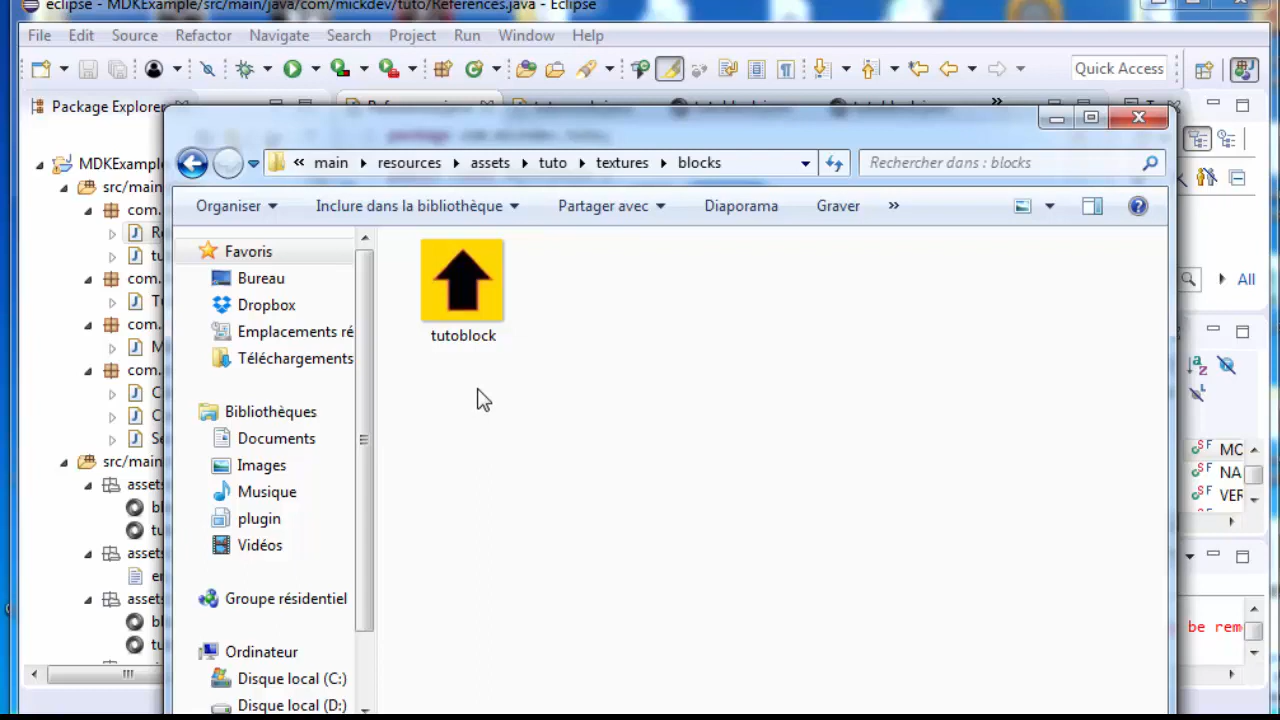 eclipse - MDKExample/src/main/java/com/mickdev/tuto/References.java - Eclipse
File Edit Source Refactor Navigate Search Project Run Window Help
Quick Access
Package Explorer
main resources assets tuto textures blocks
Rechercher dans : blocks
Organiser Inclure dans la bibliothèque Partager avec Diaporama Graver »
MDKExample
src/main
com.
com.
com.
com.
src/main
assets
assets
assets
Favoris
Bureau
Dropbox
Emplacements ré
Téléchargements
Bibliothèques
Documents
Images
Musique
plugin
Vidéos
Groupe résidentiel
Ordinateur
Disque local (C:)
Disque local (D:)
tutoblock
All
MO
NA
VER
be rem